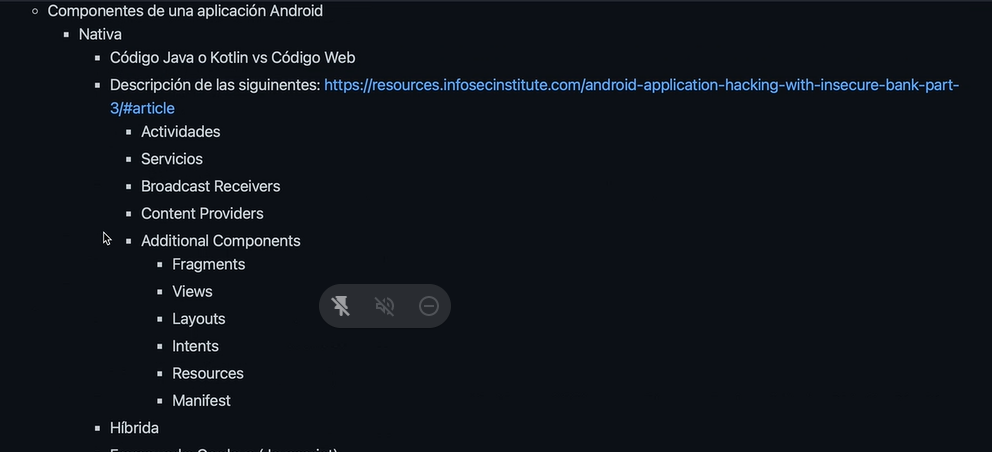 Componentes de una aplicación Android
Nativa
Código Java o Kotlin vs Código Web
Descripción de las siguinentes: https://resources.infosecinstitute.com/android-application-hacking-with-insecure-bank-part-
3/#article
Actividades
Servicios
Broadcast Receivers
Content Providers
Additional Components
Fragments
Views
Layouts
Intents
Resources
Manifest
Híbrida